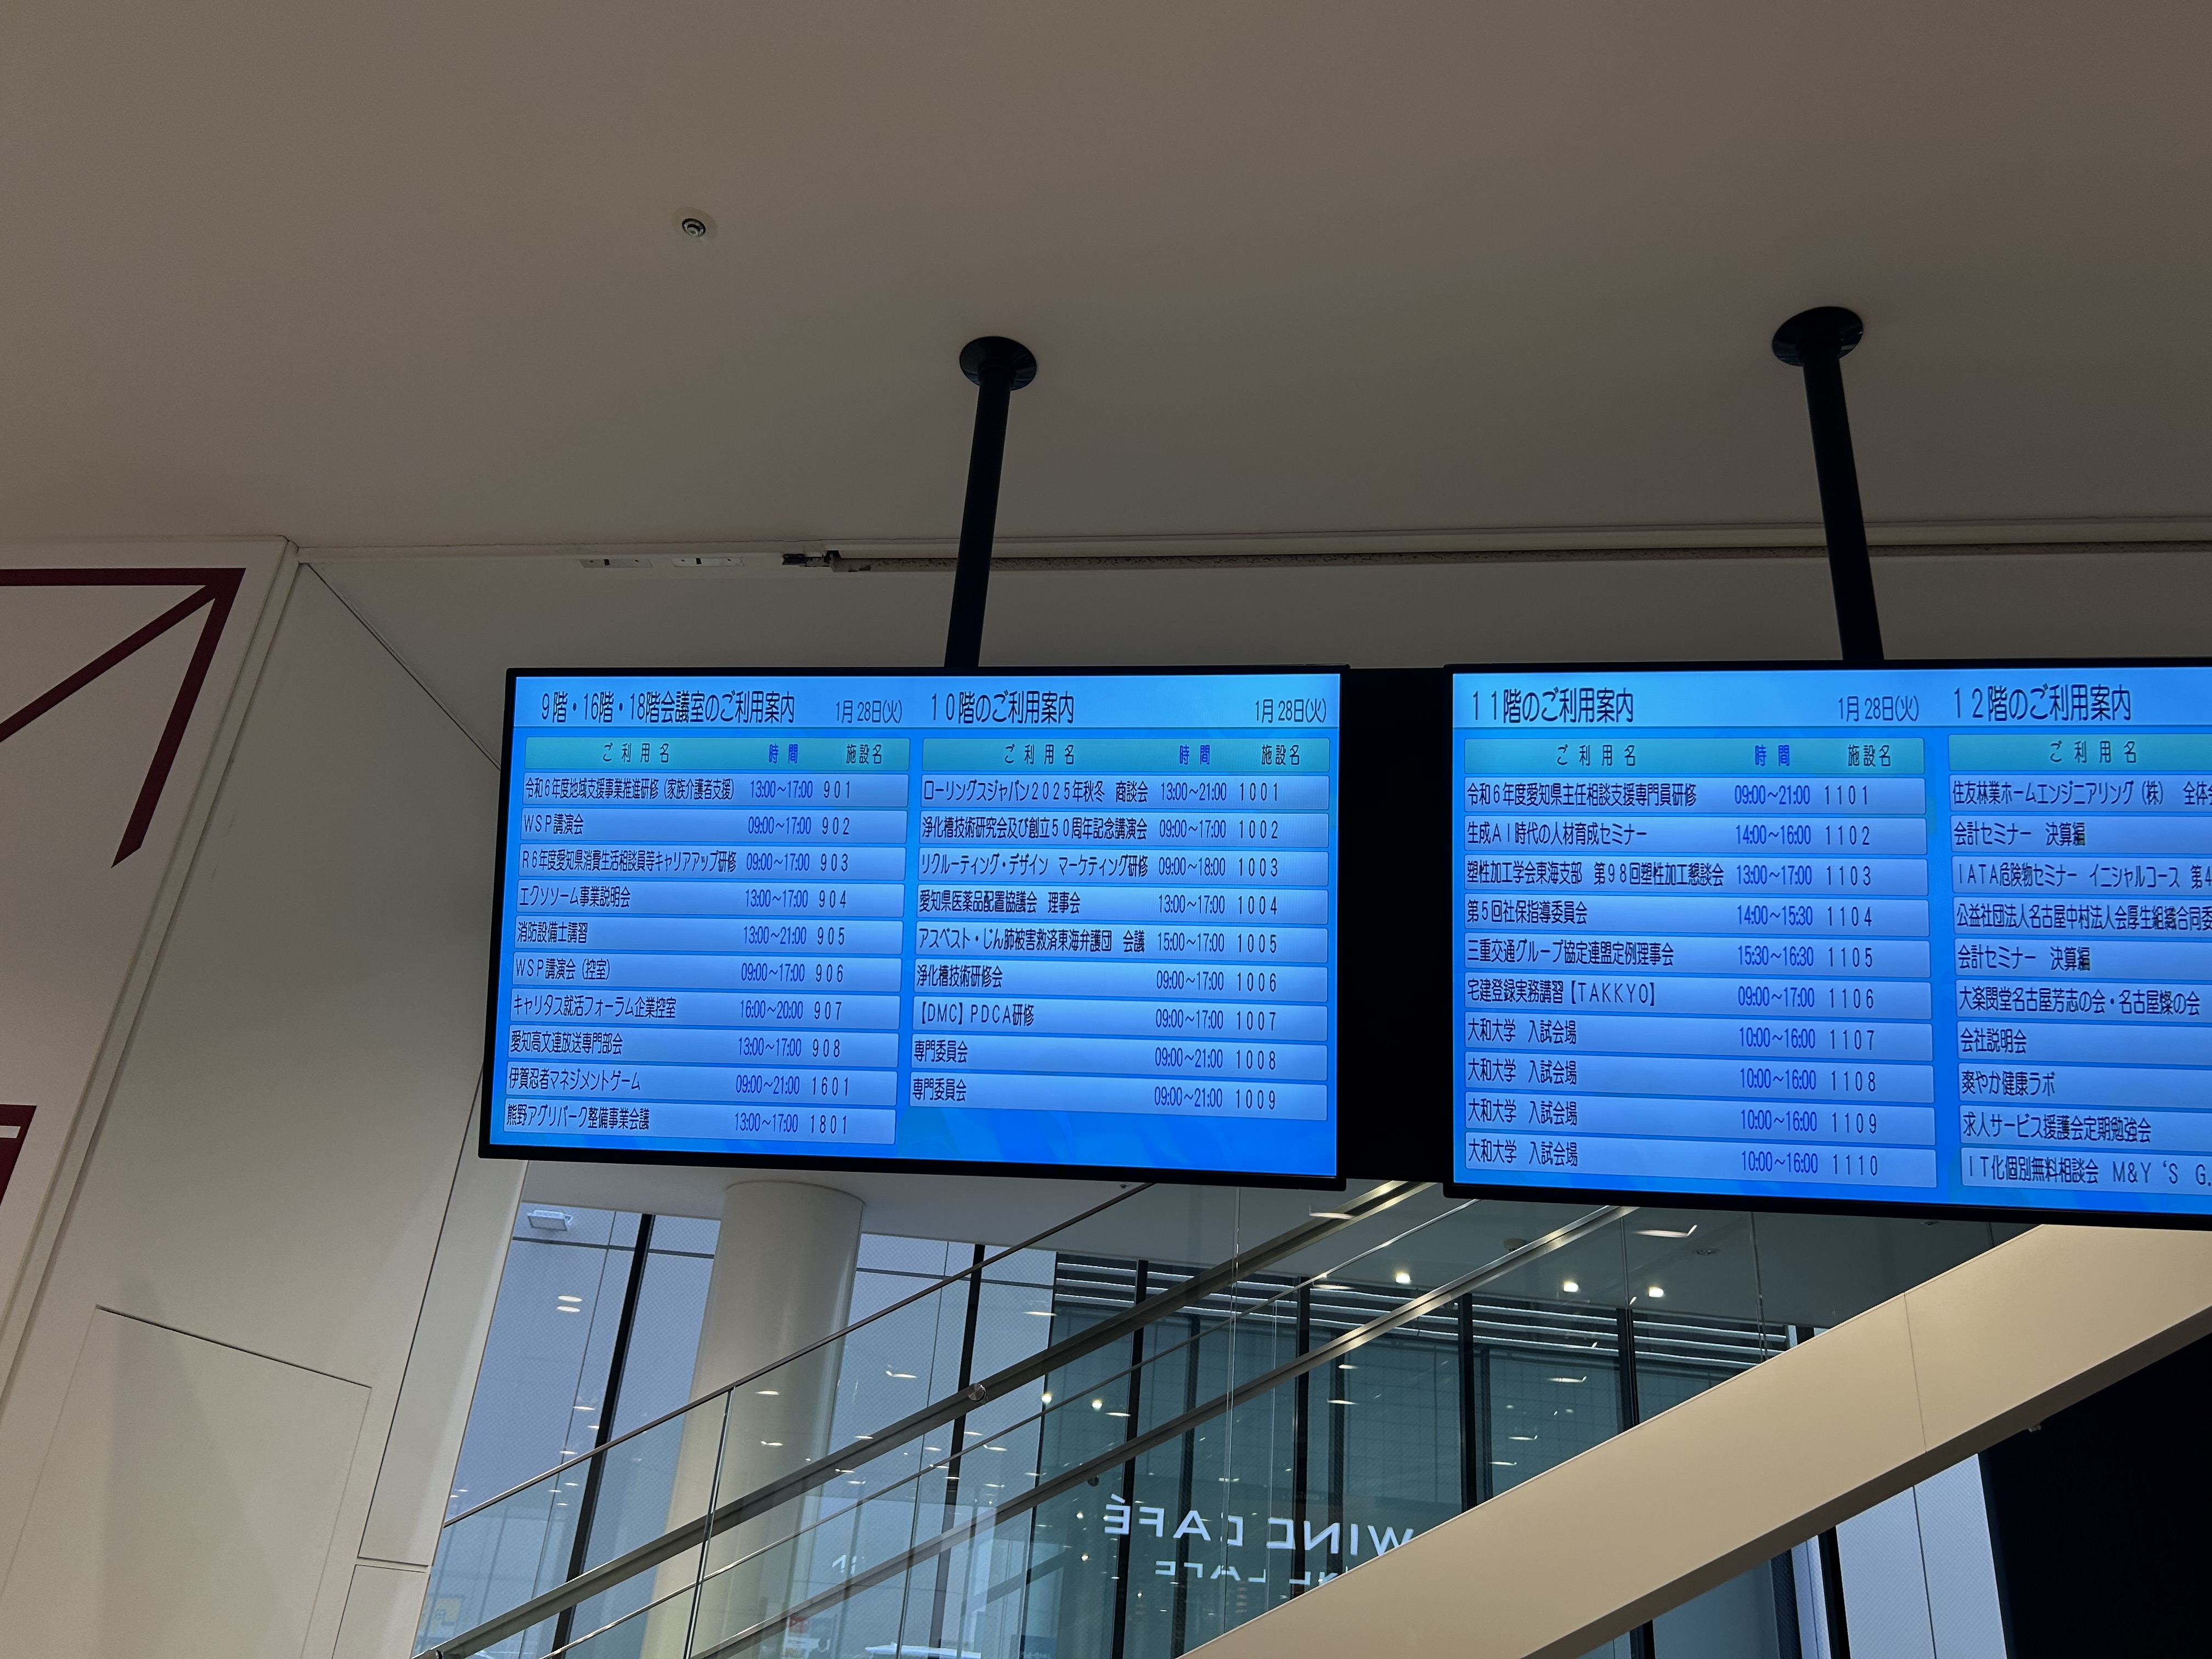 9階・16階・18階会議室のご利用案内 1月28日(火)
ご利用名 時間 施設名
令和6年度地域支援事業推進研修（家族介護者支援） 13:00~17:00 901
WSP講演会 09:00~17:00 902
R6年度愛知県消費生活相談員等キャリアアップ研修 09:00~17:00 903
エクソソーム事業説明会 13:00~17:00 904
消防設備士講習 13:00~21:00 905
WSP講演会（控室） 09:00~17:00 906
キャリタス就活フォーラム企業控室 16:00~20:00 907
愛知高文連放送専門部会 13:00~17:00 908
伊賀忍者マネジメントゲーム 09:00~21:00 1601
熊野アグリパーク整備事業会議 13:00~17:00 1801
10階のご利用案内 1月28日(火)
ご利用名 時間 施設名
ローリングスジャパン2025年秋冬 商談会 13:00~21:00 1001
浄化槽技術研究会及び創立50周年記念講演会 09:00~17:00 1002
リクルーティング・デザイン マーケティング研修 09:00~18:00 1003
愛知県医薬品配置協議会 理事会 13:00~17:00 1004
アスベスト・じん肺被害救済東海弁護団 会議 15:00~17:00 1005
浄化槽技術研修会 09:00~17:00 1006
【DMC】PDCA研修 09:00~17:00 1007
専門委員会 09:00~21:00 1008
専門委員会 09:00~21:00 1009
11階のご利用案内 1月28日(火)
ご利用名 時間 施設名
令和6年度愛知県主任相談支援専門員研修 09:00~21:00 1101
生成AI時代の人材育成セミナー 14:00~16:00 1102
塑性加工学会東海支部 第98回塑性加工懇談会 13:00~17:00 1103
第5回社保指導委員会 14:00~15:30 1104
三重交通グループ協定連盟定例理事会 15:30~16:30 1105
宅建登録実務講習【TAKKYO】 09:00~17:00 1106
大和大学 入試会場 10:00~16:00 1107
大和大学 入試会場 10:00~16:00 1108
大和大学 入試会場 10:00~16:00 1109
大和大学 入試会場 10:00~16:00 1110
12階のご利用案内
ご利用名
住友林業ホームエンジニアリング（株） 全体
会計セミナー 決算編
IATA危険物セミナー イニシャルコース 第4
公益社団法人名古屋中村法人会厚生組織合同委
会計セミナー 決算編
大楽閔堂名古屋芳志の会・名古屋燦の会
会社説明会
爽やか健康ラボ
求人サービス援護会定期勉強会
IT化個別無料相談会 M&Y'S G.
WINC CAFÉ